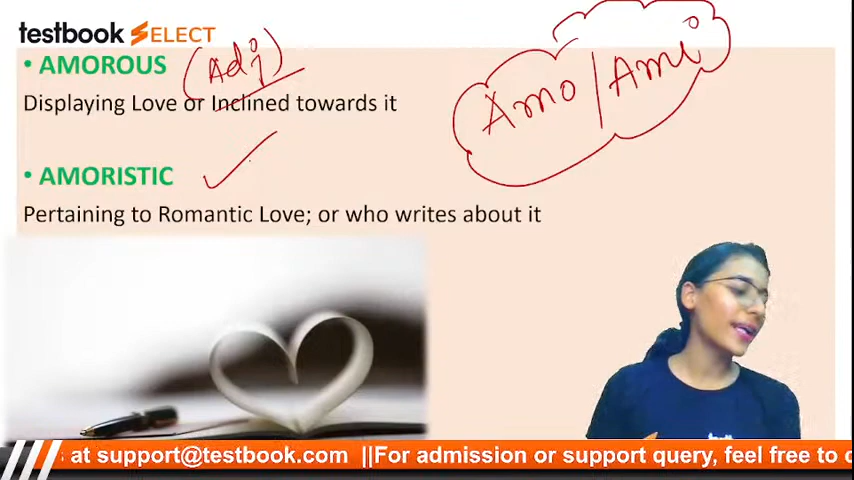 testbook SELECT
• AMOROUS (Adj)
Displaying Love or Inclined towards it
Amo/Ami
• AMORISTIC
Pertaining to Romantic Love; or who writes about it
at support@testbook.com ||For admission or support query, feel free to